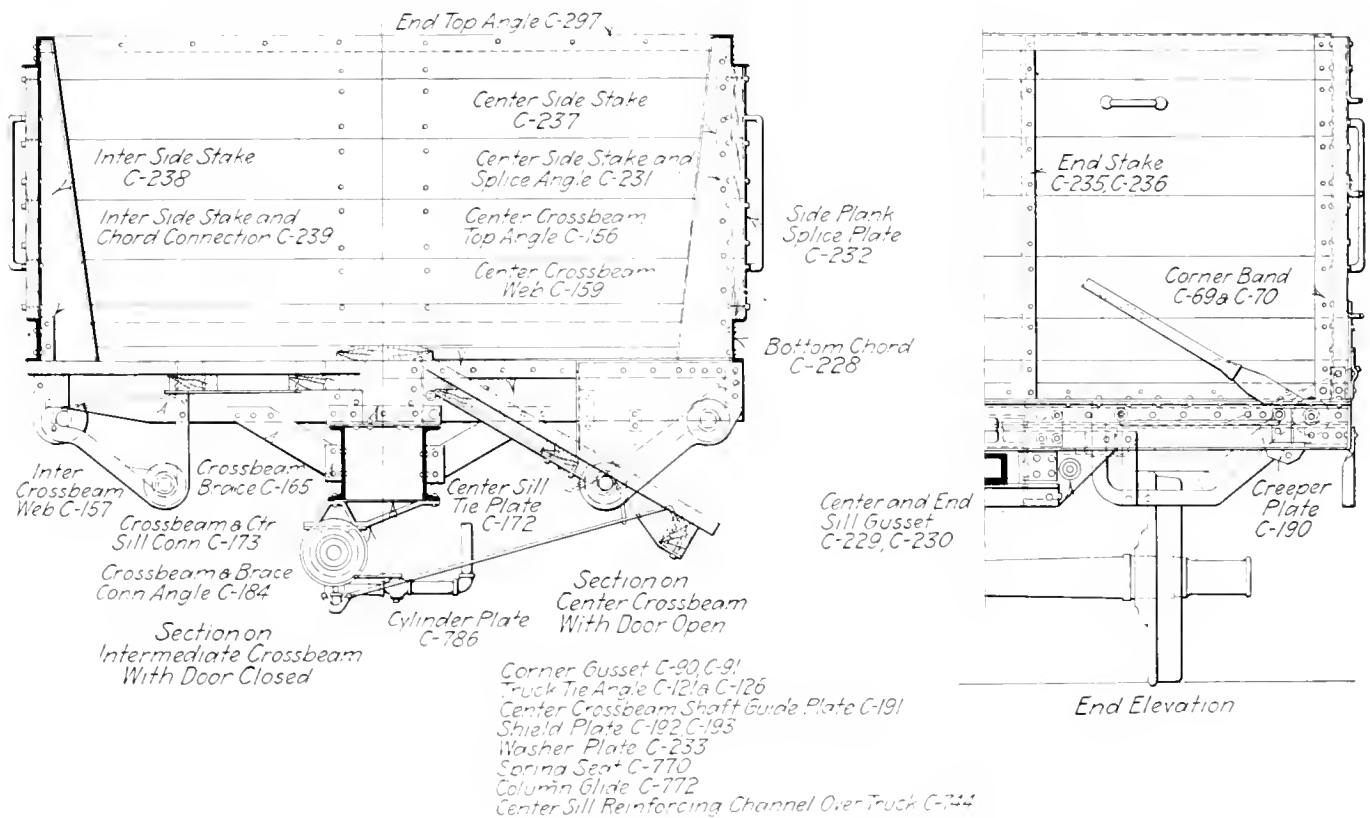 End Top Angle C-297
Center Side Stake
C-237
Inter Side Stake
C-238
Center Side Stake and
Splice Angle C-231
Inter Side Stake and
Chord Connection C-239
Center Crossbeam
Top Angle C-156
Center Crossbeam
Web C-159
Side Plank
Splice Plate
C-232
Bottom Chord
C-228
Inter
Crossbeam
Web C-157
Crossbeam
Brace C-165
Crossbeam & Ctr
Sill Conn C-173
Crossbeam & Brace
Conn Angle C-184
Center Sill
Tie Plate
C-172
Cylinder Plate
C-786
Section on
Intermediate Crossbeam
With Door Closed
Section on
Center Crossbeam
With Door Open
End Stake
C-235, C-236
Corner Band
C-69 & C-70
Center and End
Sill Gusset
C-229, C-230
Creeper
Plate
C-190
End Elevation
Corner Gusset C-90, C-91
Truck Tie Angle C-121 & C-126
Center Crossbeam Shaft Guide Plate C-191
Shield Plate C-192, C-193
Washer Plate C-233
Spring Seat C-770
Column Glide C-772
Center Sill Reinforcing Channel Over Truck C-744